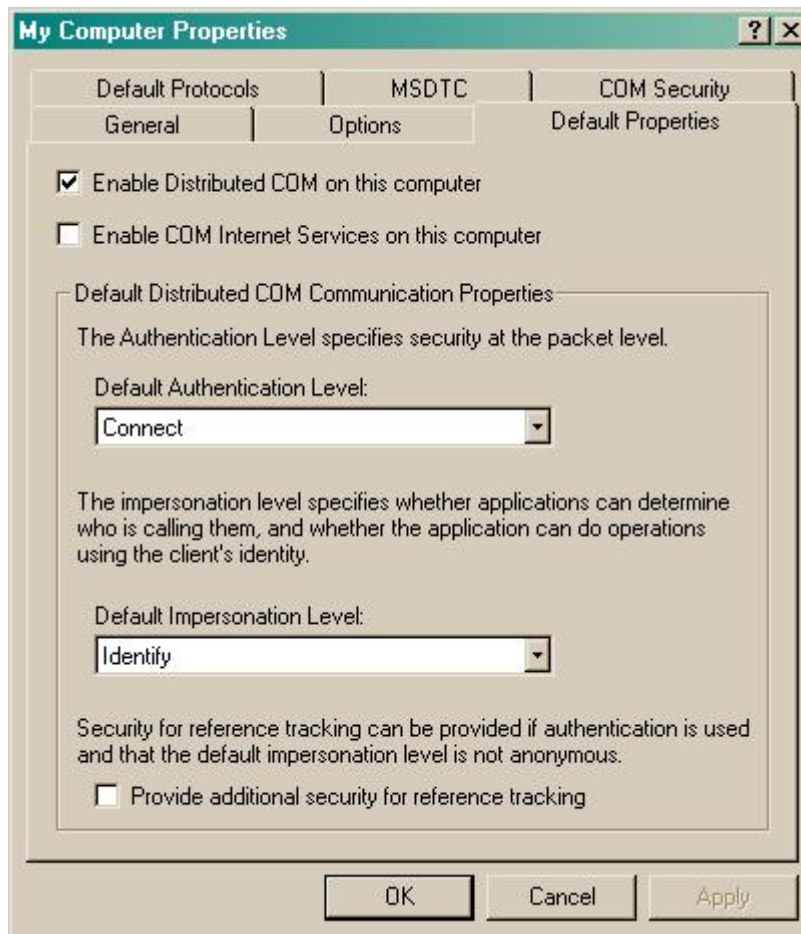 My Computer Properties
Default Protocols MSDTC COM Security
General Options Default Properties
Enable Distributed COM on this computer
Enable COM Internet Services on this computer
Default Distributed COM Communication Properties
The Authentication Level specifies security at the packet level.
Default Authentication Level:
Connect
The impersonation level specifies whether applications can determine
who is calling them, and whether the application can do operations
using the client's identity.
Default Impersonation Level:
Identify
Security for reference tracking can be provided if authentication is used
and that the default impersonation level is not anonymous.
Provide additional security for reference tracking
OK Cancel Apply